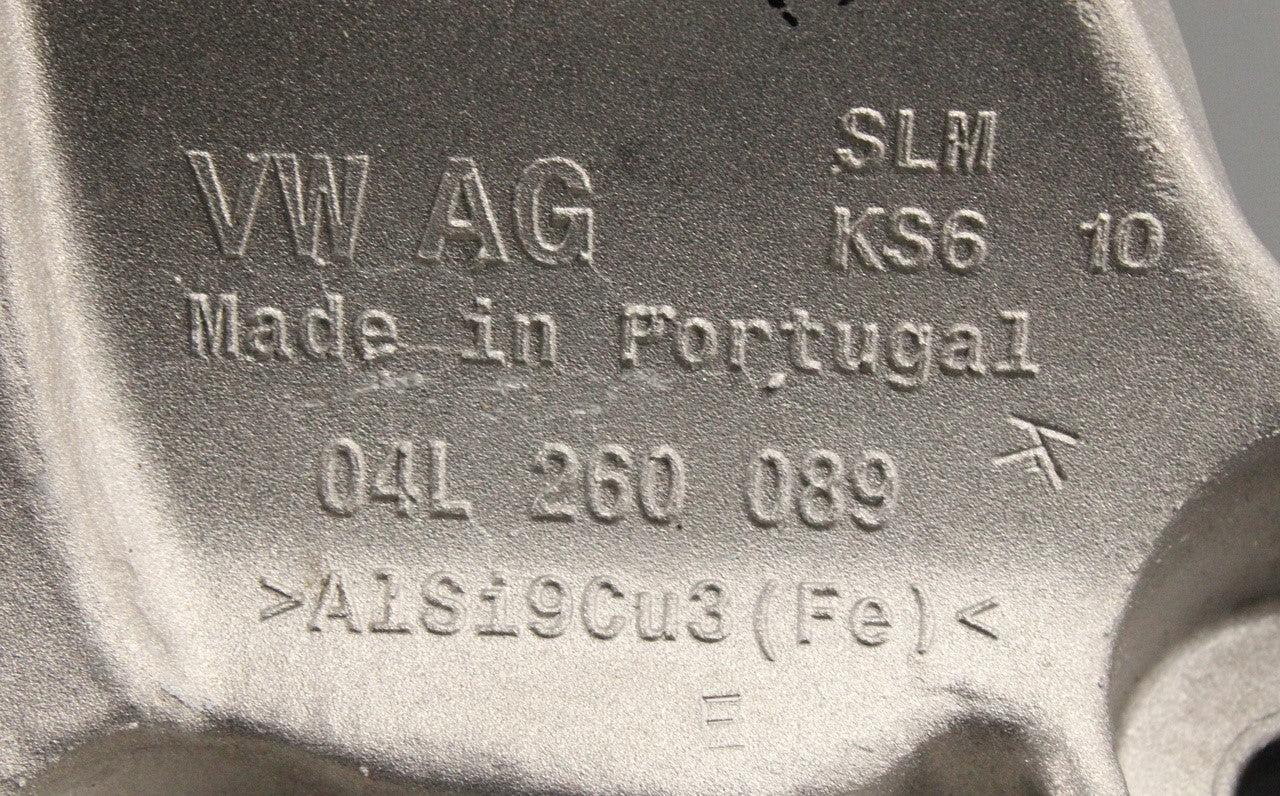 SLM
VW AG
KS6 10
Made in Portugal
04L 260 089
>AlSi9Cu3(Fe)<
E